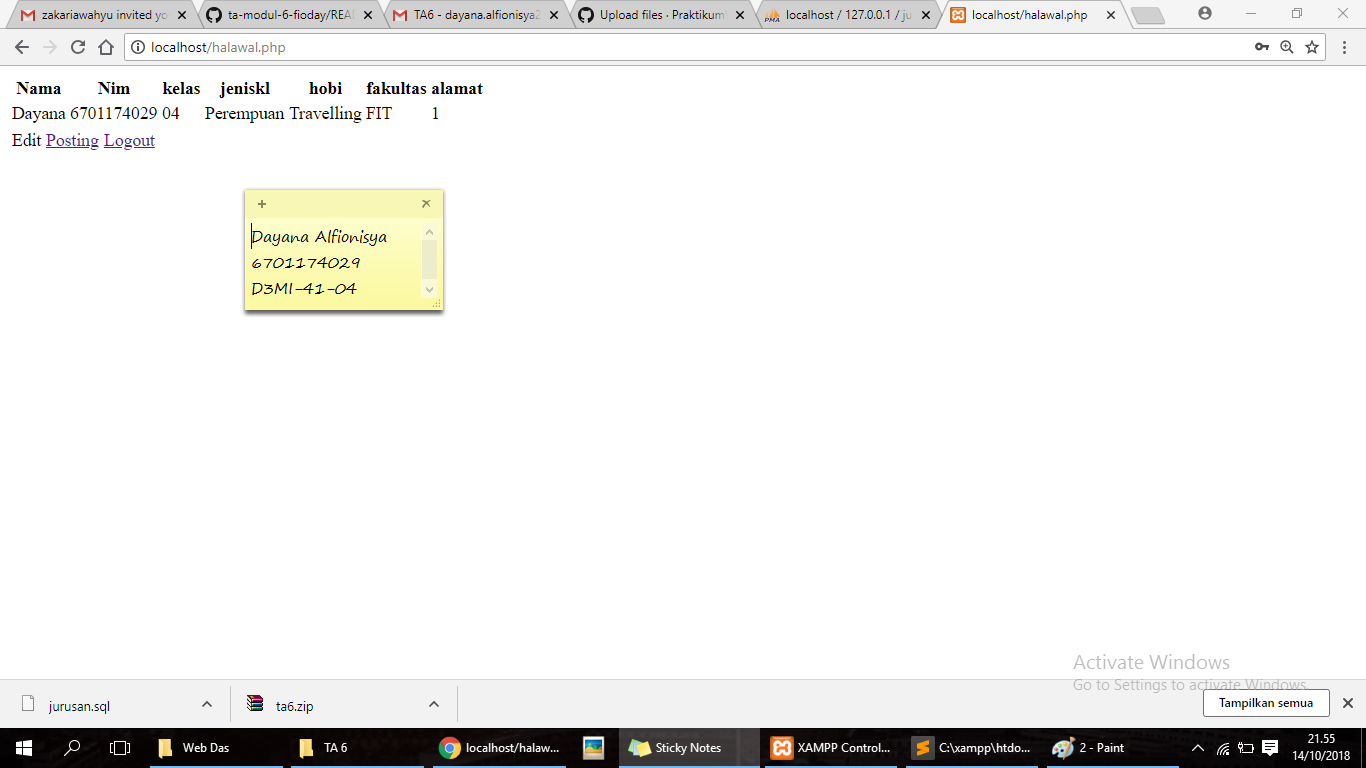 zakariawahyu invited yo
ta-modul-6-fioday/REA
TA6 - dayana.alfionisya2
Upload files · Praktikum
localhost / 127.0.0.1 / ju
localhost/halawal.php
localhost/halawal.php
Nama Nim kelas jeniskl hobi fakultas alamat
Dayana 6701174029 04 Perempuan Travelling FIT 1
Edit Posting Logout
Dayana Alfionisya
6701174029
D3MI-41-04
Activate Windows
Go to Settings to activate Windows.
jurusan.sql
ta6.zip
Tampilkan semua
Web Das
TA 6
localhost/halaw...
Sticky Notes
XAMPP Control...
C:\xampp\htdo...
2 - Paint
21.55
14/10/2018